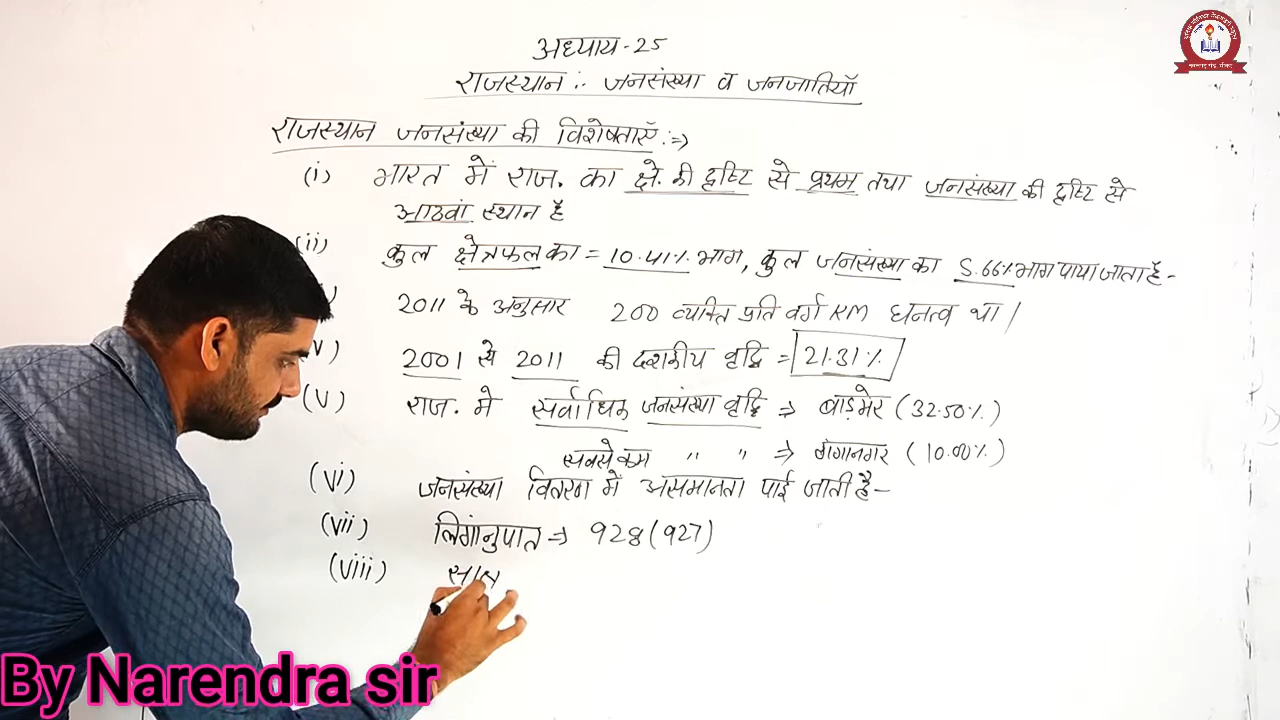 अध्याय-25
राजस्थान :- जनसंख्या व जनजातियाँ
राजस्थान जनसंख्या की विशेषताएँ :=>
(i) भारत में राज. का क्षे. की दृष्टि से प्रथम तथा जनसंख्या की दृष्टि से
आठवां स्थान है
(ii) कुल क्षेत्रफल का = 10.41% भाग, कुल जनसंख्या का 5.66% भाग पाया जाता है-
2011 के अनुसार 200 व्यक्ति प्रति वर्ग KM घनत्व था।
2001 से 2011 की दशकीय वृद्धि = 21.31%
(v) राज. में सर्वाधिक जनसंख्या वृद्धि => बाड़मेर (32.50%)
सबसे कम " " => गंगानगर (10.00%)
(vi) जनसंख्या वितरण में असमानता पाई जाती है-
(vii) लिगांनुपात => 928 (927)
(viii) साक्ष
By Narendra sir